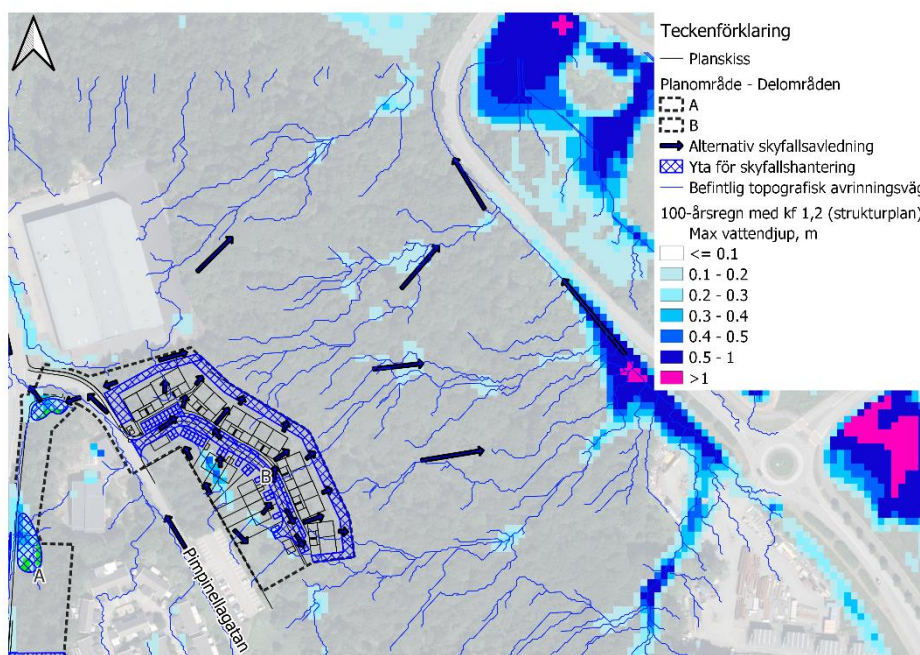 Teckenförklaring
Planskiss
Planområde - Delområden
A
B
Alternativ skyfallsavledning
Yta för skyfallshantering
Befintlig topografisk avrinningsväg
100-årsregn med kf 1,2 (strukturplan)
Max vattendjup, m
<= 0.1
0.1 - 0.2
0.2 - 0.3
0.3 - 0.4
0.4 - 0.5
0.5 - 1
>1
B
A
Pimpinellagatan